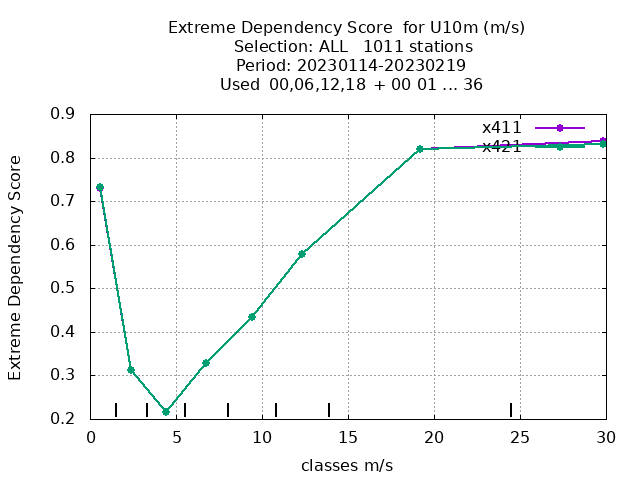 Extreme Dependency Score  for U10m (m/s)
Selection: ALL   1011 stations
Period: 20230114-20230219
Used  00,06,12,18  + 00 01 ... 36
0.9
0.8
0.7
0.6
0.5
0.4
0.3
0.2
Extreme Dependency Score
x411
x421
0 5 10 15 20 25 30
classes m/s